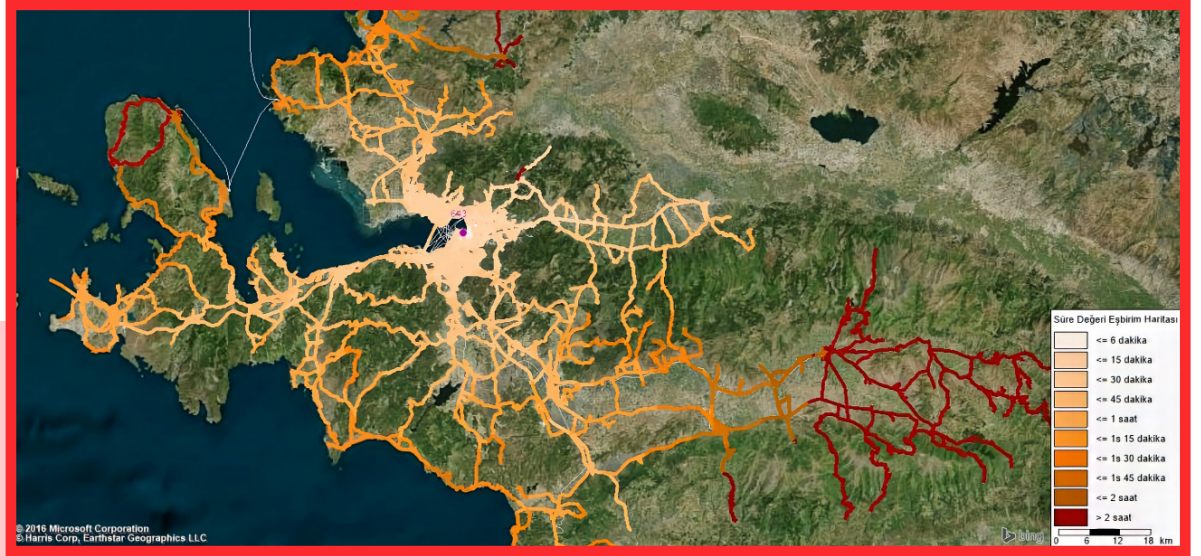 643
Süre Değeri Eşbirim Haritası
<= 6 dakika
<= 15 dakika
<= 30 dakika
<= 45 dakika
<= 1 saat
<= 1s 15 dakika
<= 1s 30 dakika
<= 1s 45 dakika
<= 2 saat
> 2 saat
0 6 12 18 km
© 2016 Microsoft Corporation
© Harris Corp, Earthstar Geographics LLC
bing